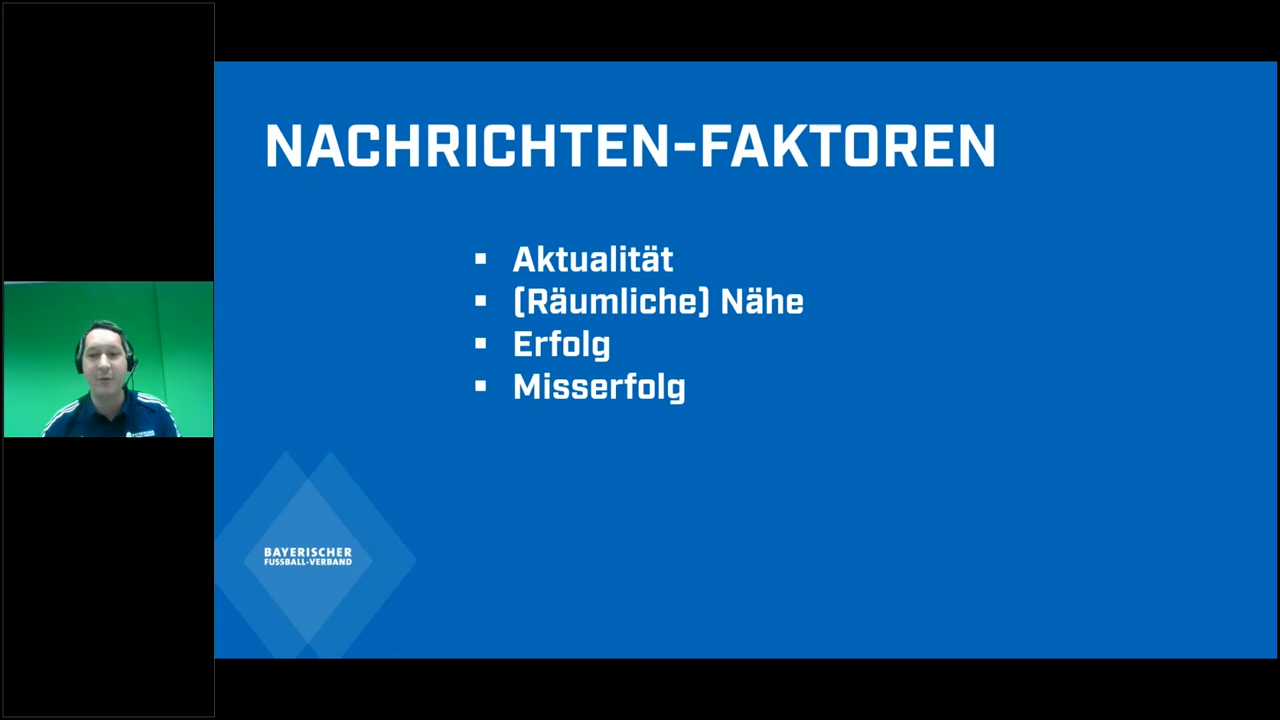 NACHRICHTEN-FAKTOREN
▪ Aktualität
▪ (Räumliche) Nähe
▪ Erfolg
▪ Misserfolg
BAYERISCHER
FUSSBALL-VERBAND